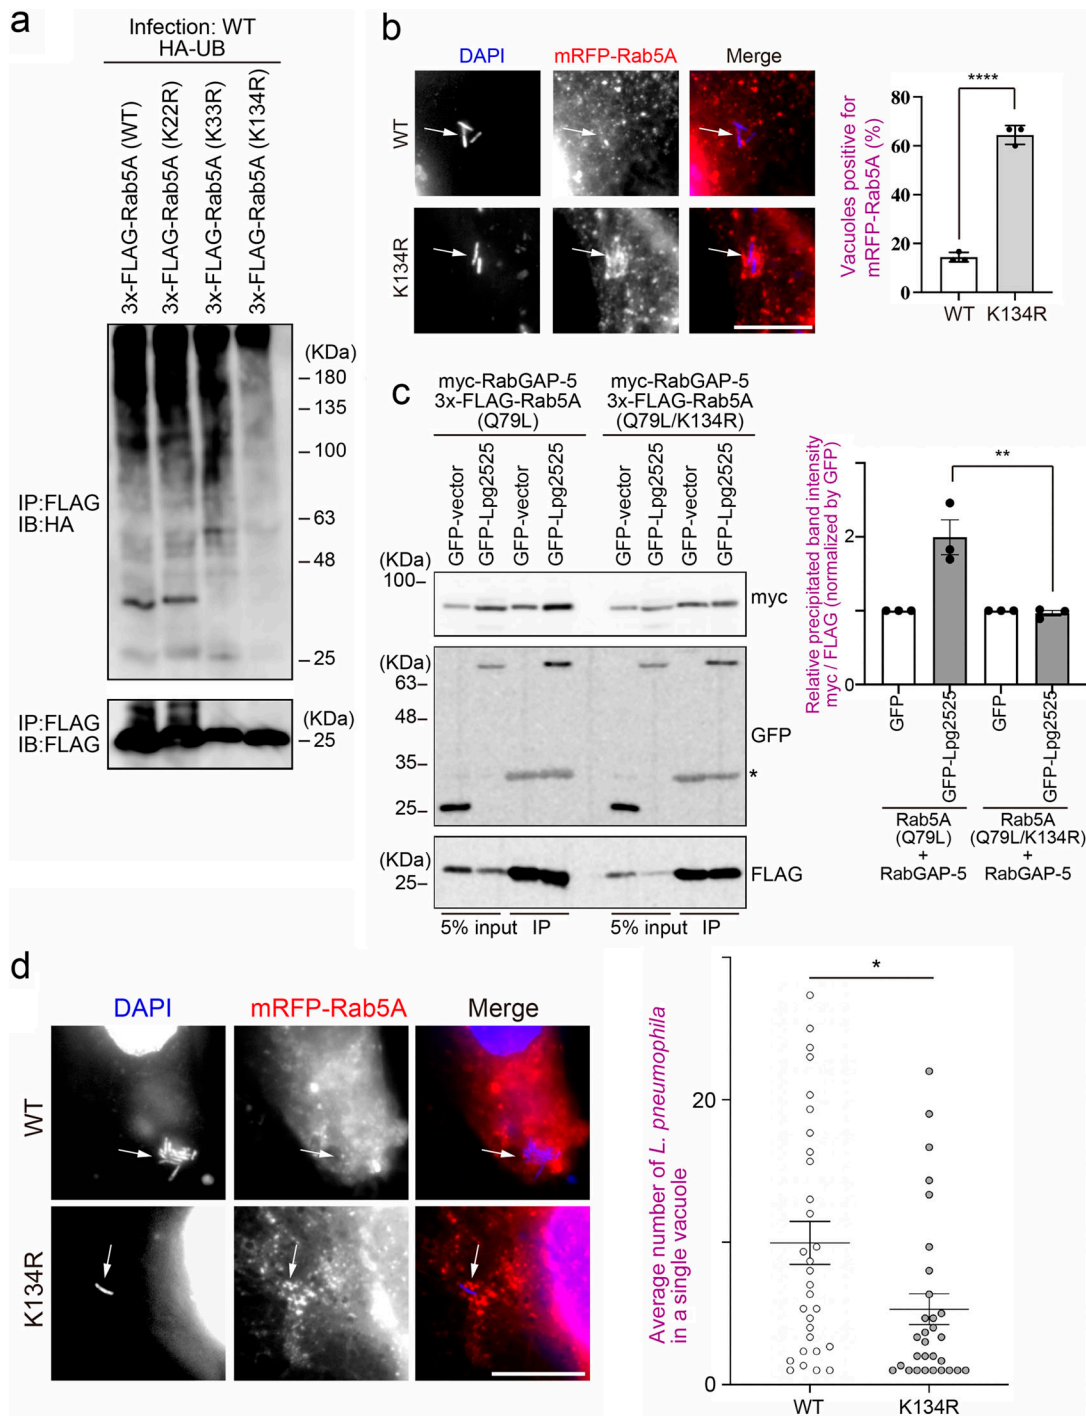 a
Infection: WT
HA-UB
3x-FLAG-Rab5A (WT)
3x-FLAG-Rab5A (K22R)
3x-FLAG-Rab5A (K33R)
3x-FLAG-Rab5A (K134R)
(KDa)
180
135
100
63
48
25
IP:FLAG
IB:HA
IP:FLAG
IB:FLAG
(KDa)
25
b
DAPI
mRFP-Rab5A
Merge
WT
K134R
Vacuoles positive for
mRFP-Rab5A (%)
****
80
60
40
20
0
WT K134R
c
myc-RabGAP-5
3x-FLAG-Rab5A
(Q79L)
myc-RabGAP-5
3x-FLAG-Rab5A
(Q79L/K134R)
GFP-vector
GFP-Lpg2525
GFP-vector
GFP-Lpg2525
GFP-vector
GFP-Lpg2525
GFP-vector
GFP-Lpg2525
(KDa)
100
myc
(KDa)
63
48
35
25
GFP
*
(KDa)
25
FLAG
5% input IP
5% input IP
Relative precipitated band intensity
myc / FLAG (normalized by GFP)
**
2
1
0
GFP
GFP-Lpg2525
GFP
GFP-Lpg2525
Rab5A
(Q79L)
+
RabGAP-5
Rab5A
(Q79L/K134R)
+
RabGAP-5
d
DAPI
mRFP-Rab5A
Merge
WT
K134R
Average number of L. pneumophila
in a single vacuole
*
20
0
WT K134R